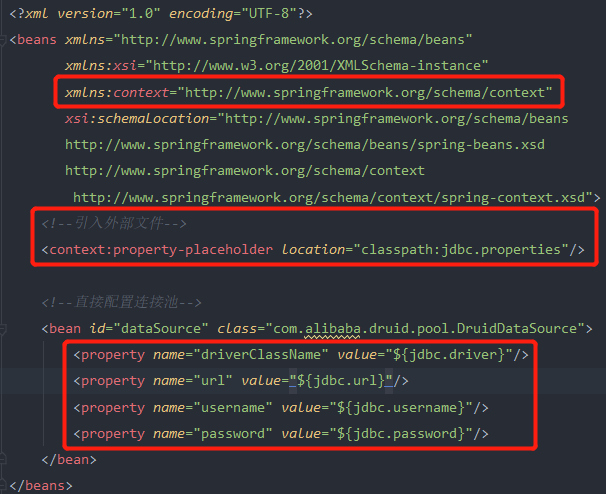 <?xml version="1.0" encoding="UTF-8"?>
<beans xmlns="http://www.springframework.org/schema/beans"
xmlns:xsi="http://www.w3.org/2001/XMLSchema-instance"
xmlns:context="http://www.springframework.org/schema/context"
xsi:schemaLocation="http://www.springframework.org/schema/beans
http://www.springframework.org/schema/beans/spring-beans.xsd
http://www.springframework.org/schema/context
http://www.springframework.org/schema/context/spring-context.xsd">
<!--引入外部文件-->
<context:property-placeholder location="classpath:jdbc.properties"/>
<!--直接配置连接池-->
<bean id="dataSource" class="com.alibaba.druid.pool.DruidDataSource">
<property name="driverClassName" value="${jdbc.driver}"/>
<property name="url" value="${jdbc.url}"/>
<property name="username" value="${jdbc.username}"/>
<property name="password" value="${jdbc.password}"/>
</bean>
</beans>